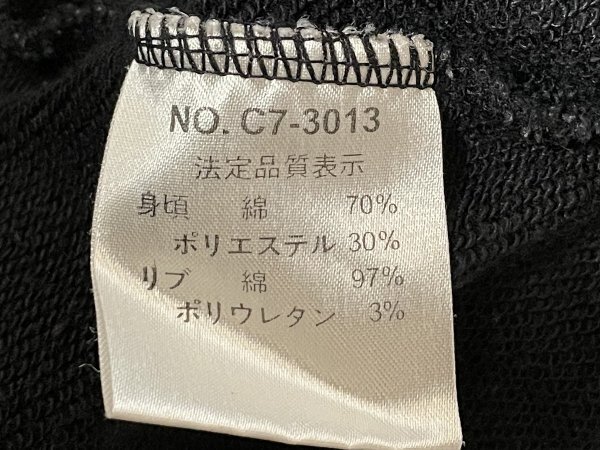 NO. C7-3013
法定品質表示
身頃 綿 70%
ポリエステル 30%
リブ 綿 97%
ポリウレタン 3%